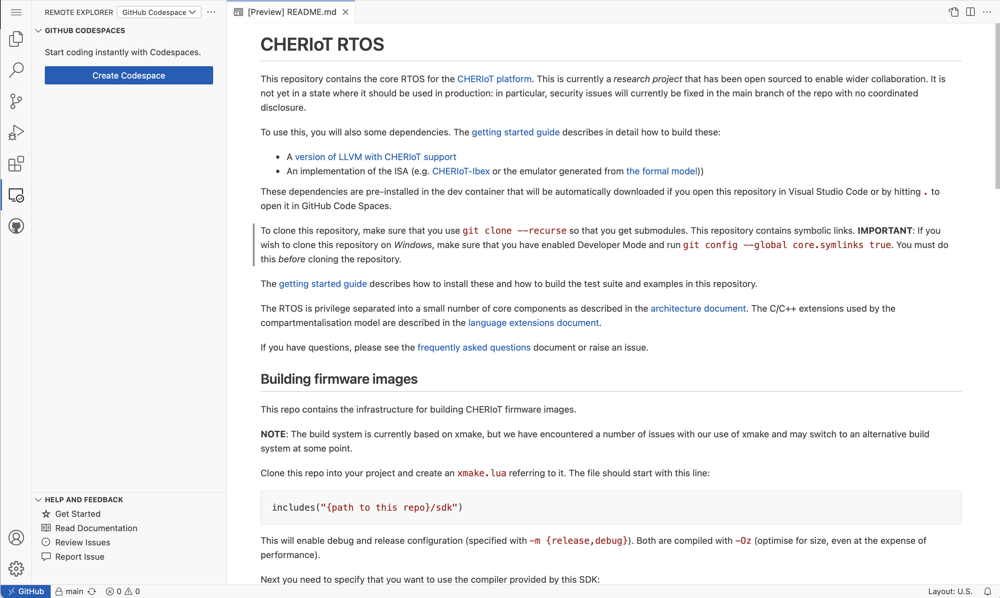 REMOTE EXPLORER
GitHub Codespace
[Preview] README.md
GITHUB CODESPACES
Start coding instantly with Codespaces.
Create Codespace
HELP AND FEEDBACK
Get Started
Read Documentation
Review Issues
Report Issue
CHERIoT RTOS
This repository contains the core RTOS for the CHERIoT platform. This is currently a research project that has been open sourced to enable wider collaboration. It is
not yet in a state where it should be used in production: in particular, security issues will currently be fixed in the main branch of the repo with no coordinated
disclosure.
To use this, you will also some dependencies. The getting started guide describes in detail how to build these:
• A version of LLVM with CHERIoT support
• An implementation of the ISA (e.g. CHERIoT-Ibex or the emulator generated from the formal model))
These dependencies are pre-installed in the dev container that will be automatically downloaded if you open this repository in Visual Studio Code or by hitting . to
open it in GitHub Code Spaces.
To clone this repository, make sure that you use git clone --recurse so that you get submodules. This repository contains symbolic links. IMPORTANT: If you
wish to clone this repository on Windows, make sure that you have enabled Developer Mode and run git config --global core.symlinks true. You must do
this before cloning the repository.
The getting started guide describes how to install these and how to build the test suite and examples in this repository.
The RTOS is privilege separated into a small number of core components as described in the architecture document. The C/C++ extensions used by the
compartmentalisation model are described in the language extensions document.
If you have questions, please see the frequently asked questions document or raise an issue.
Building firmware images
This repo contains the infrastructure for building CHERIoT firmware images.
NOTE: The build system is currently based on xmake, but we have encountered a number of issues with our use of xmake and may switch to an alternative build
system at some point.
Clone this repo into your project and create an xmake.lua referring to it. The file should start with this line:
includes("{path to this repo}/sdk")
This will enable debug and release configuration (specified with -m {release,debug}). Both are compiled with -Oz (optimise for size, even at the expense of
performance).
Next you need to specify that you want to use the compiler provided by this SDK:
GitHub
main
0
0
Layout: U.S.